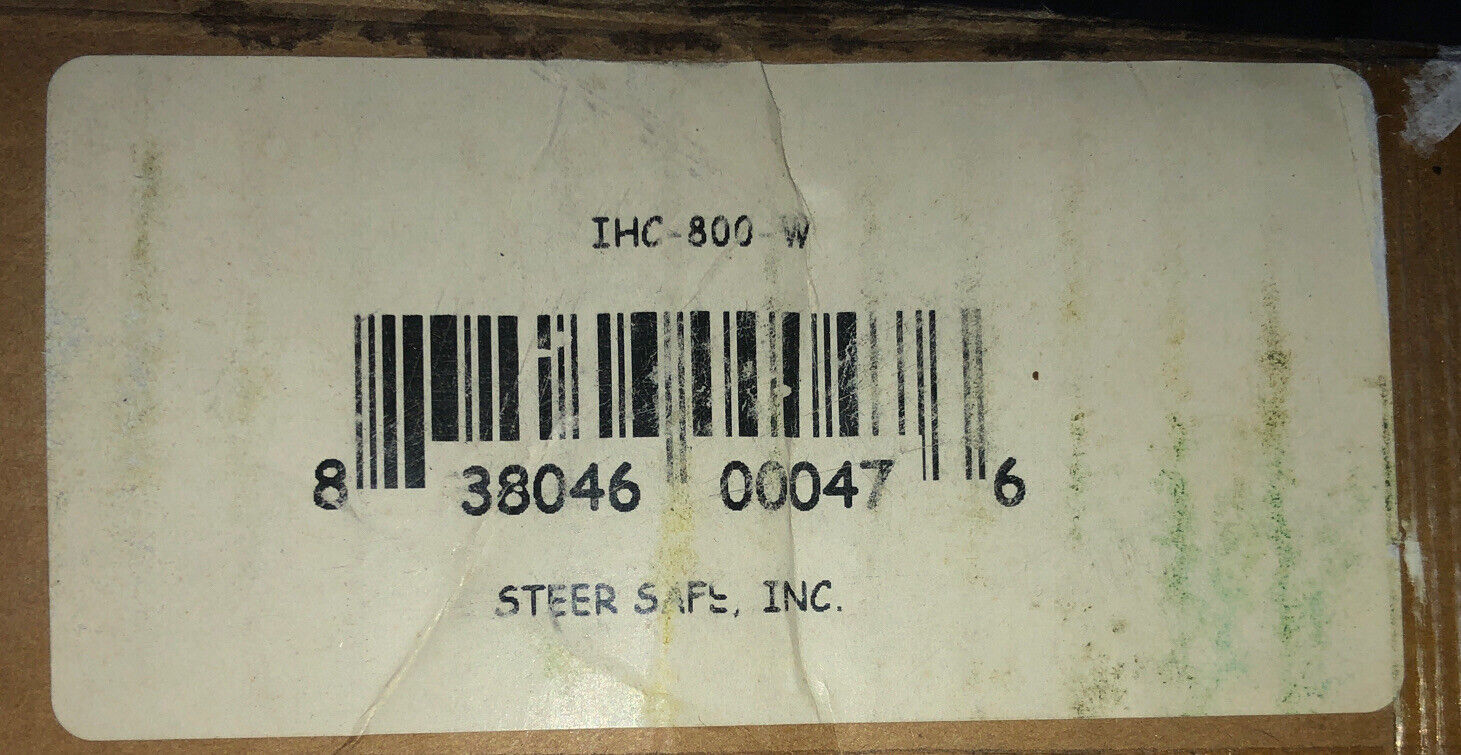 IHC-800-W
8 38046 00047 6
STEER SAFE, INC.